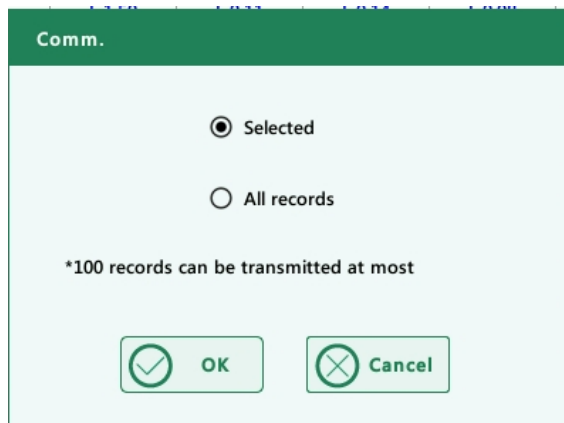 Comm.
Selected
All records
*100 records can be transmitted at most
OK
Cancel